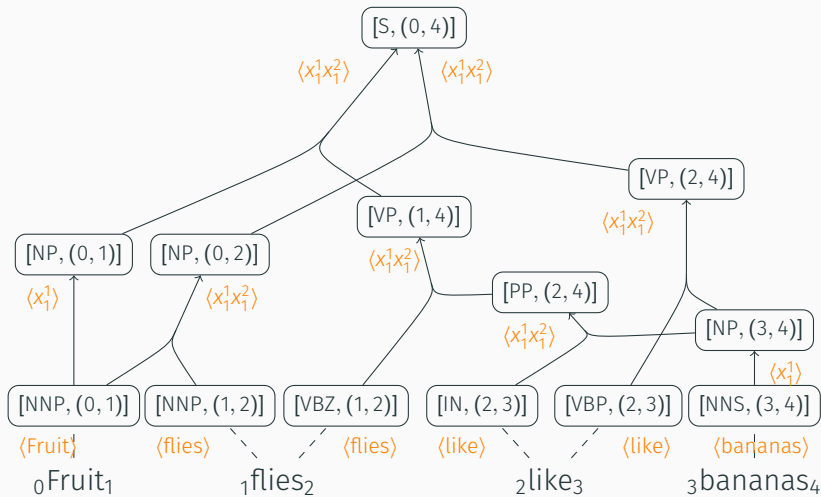 [S, (0, 4)]
⟨x₁¹x₁²⟩ ⟨x₁¹x₁²⟩
[VP, (2, 4)]
[VP, (1, 4)]
⟨x₁¹x₁²⟩
[NP, (0, 1)] [NP, (0, 2)]
⟨x₁¹x₁²⟩
[PP, (2, 4)]
⟨x₁¹⟩ ⟨x₁¹x₁²⟩
[NP, (3, 4)]
⟨x₁¹x₁²⟩
⟨x₁¹⟩
[NNP, (0, 1)] [NNP, (1, 2)] [VBZ, (1, 2)] [IN, (2, 3)] [VBP, (2, 3)] [NNS, (3, 4)]
⟨Fruit⟩ ⟨flies⟩ ⟨flies⟩ ⟨like⟩ ⟨like⟩ ⟨bananas⟩
₀Fruit₁ ₁flies₂ ₂like₃ ₃bananas₄